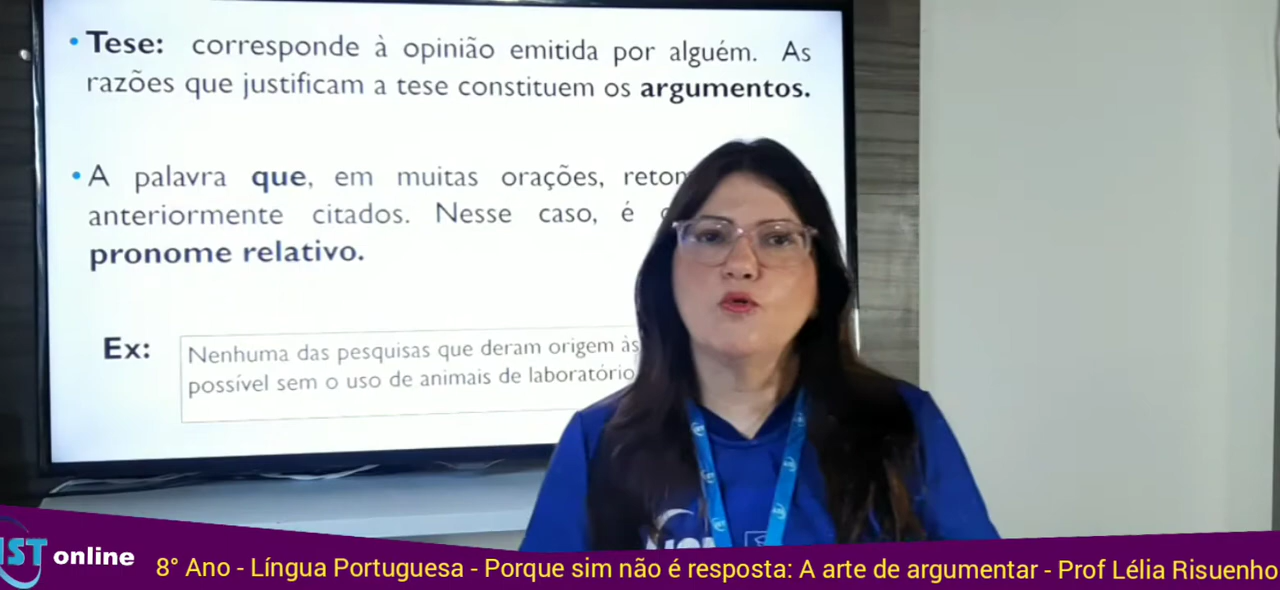 • Tese: corresponde à opinião emitida por alguém. As
razões que justificam a tese constituem os argumentos.
• A palavra que, em muitas orações,
anteriormente citados. Nesse caso, é
pronome relativo.
Ex:
Nenhuma das pesquisas que deram origem às
possível sem o uso de animais de laboratório
online
8° Ano - Língua Portuguesa - Porque sim não é resposta: A arte de argumentar - Prof Lélia Risuenho